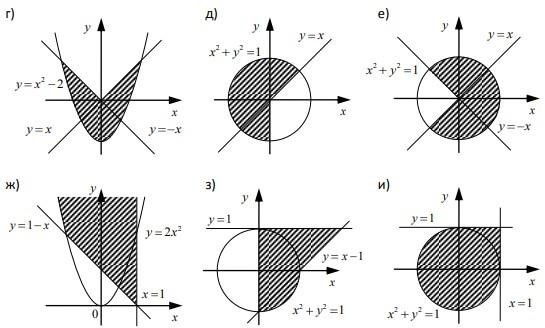 г)
y
y = x² − 2
x
y = x
y = −x
д)
y
y = x
x² + y² = 1
x
е)
y
y = x
x² + y² = 1
x
y = −x
ж)
y
y = 1 − x
y = 2x²
x = 1
0
x
з)
y
y = 1
y = x − 1
x
x² + y² = 1
и)
y
y = 1
x
x² + y² = 1
x = 1